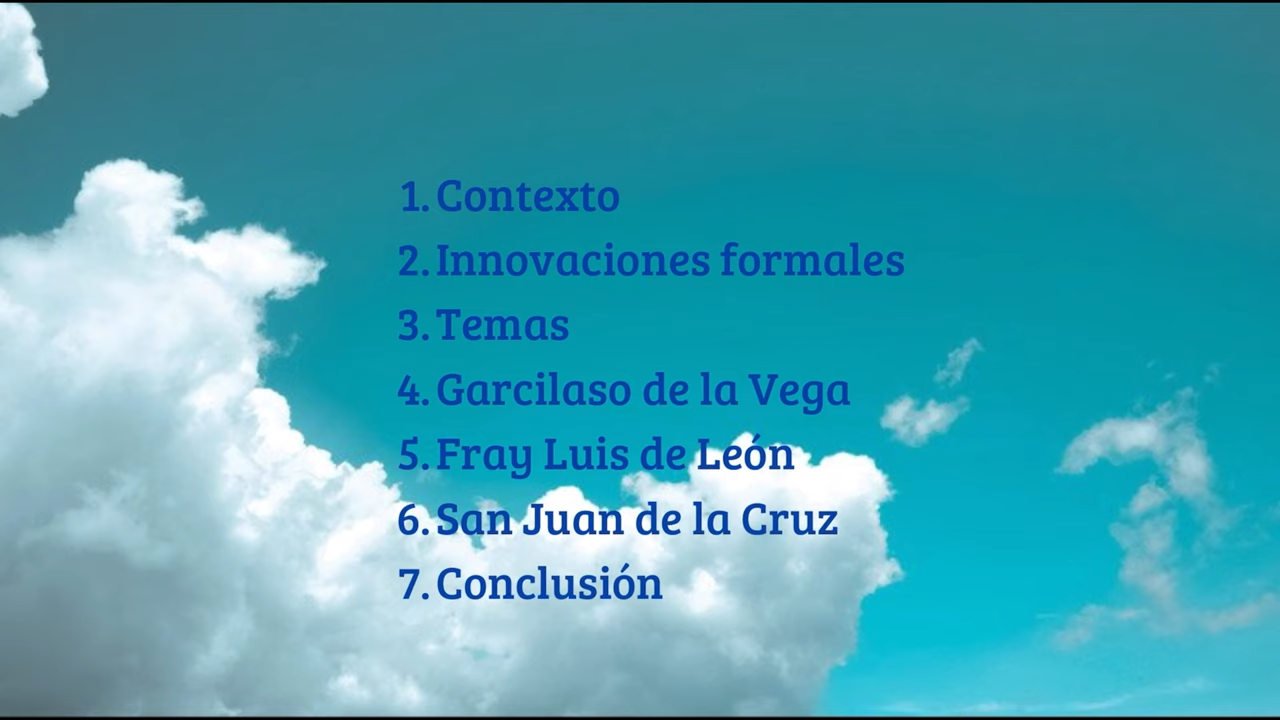 1. Contexto
2. Innovaciones formales
3. Temas
4. Garcilaso de la Vega
5. Fray Luis de León
6. San Juan de la Cruz
7. Conclusión